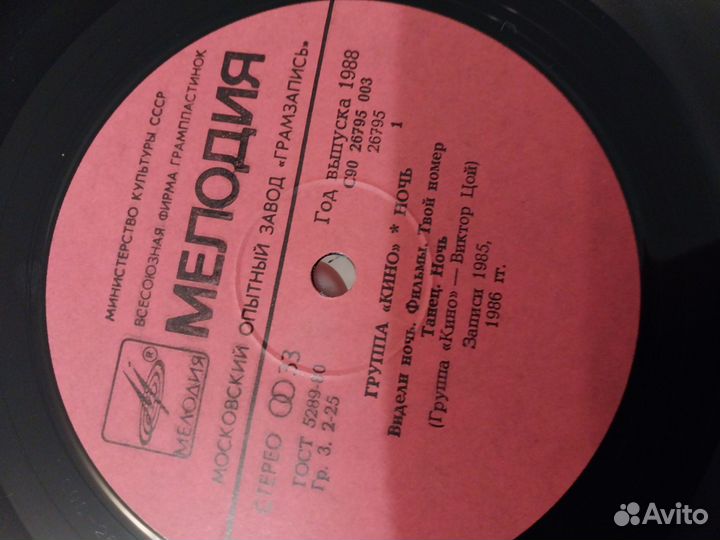 МИНИСТЕРСТВО КУЛЬТУРЫ СССР
ВСЕСОЮЗНАЯ ФИРМА ГРАМПЛАСТИНОК
МЕЛОДИЯ
® МЕЛОДИЯ
МОСКОВСКИЙ ОПЫТНЫЙ ЗАВОД «ГРАМЗАПИСЬ»
СТЕРЕО 33
ГОСТ 5289-80
Гр. 3. 2-25
Год выпуска 1988
С90 26795 003
26795
1
ГРУППА «КИНО» * НОЧЬ
Видели ночь. Фильмы. Твой номер
Танец. Ночь
(Группа «Кино» — Виктор Цой)
Записи 1985,
1986 гг.
Avito